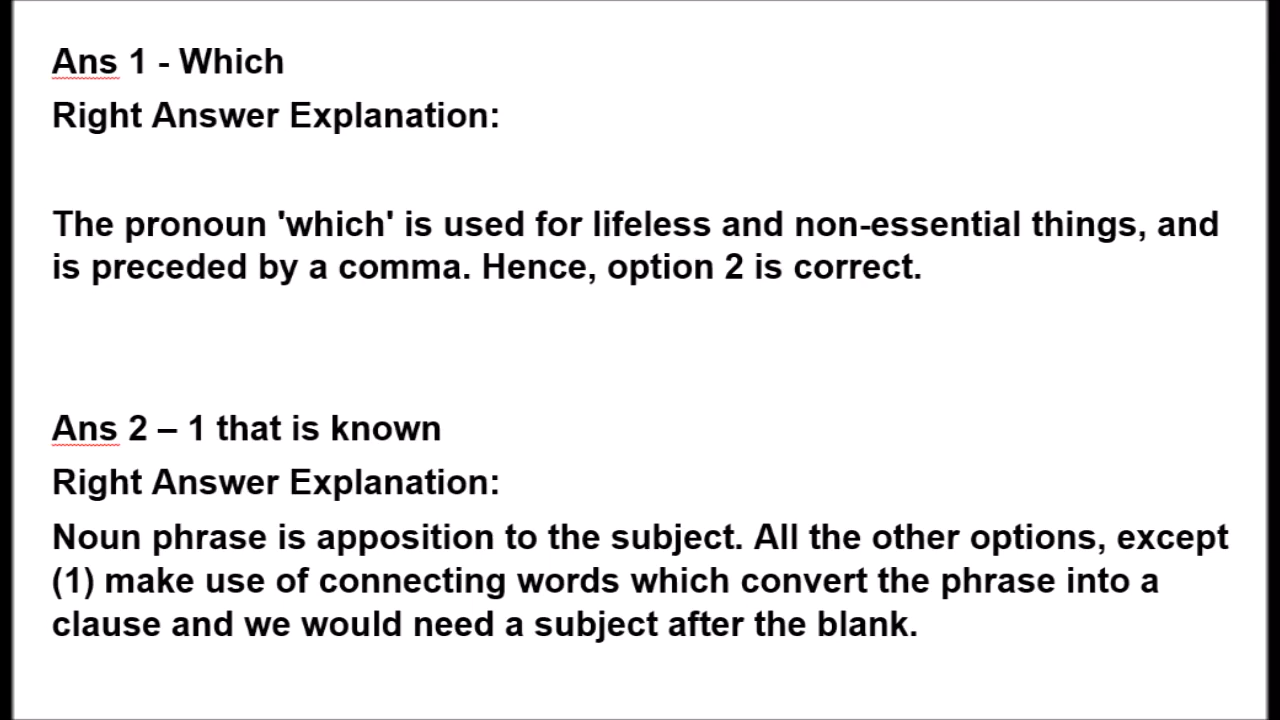 Ans 1 - Which
Right Answer Explanation:
The pronoun 'which' is used for lifeless and non-essential things, and
is preceded by a comma. Hence, option 2 is correct.
Ans 2 – 1 that is known
Right Answer Explanation:
Noun phrase is apposition to the subject. All the other options, except
(1) make use of connecting words which convert the phrase into a
clause and we would need a subject after the blank.